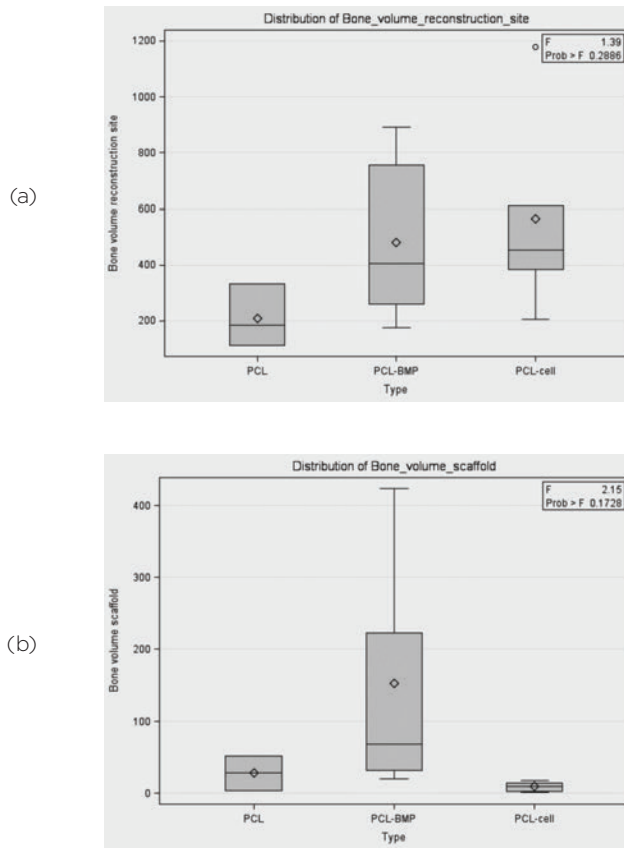 (a)
Distribution of Bone_volume_reconstruction_site
F 1.39
Prob > F 0.2886
1200
1000
800
600
400
200
Bone volume reconstruction site
PCL PCL-BMP PCL-cell
Type
(b)
Distribution of Bone_volume_scaffold
F 2.15
Prob > F 0.1728
400
300
200
100
0
Bone volume scaffold
PCL PCL-BMP PCL-cell
Type